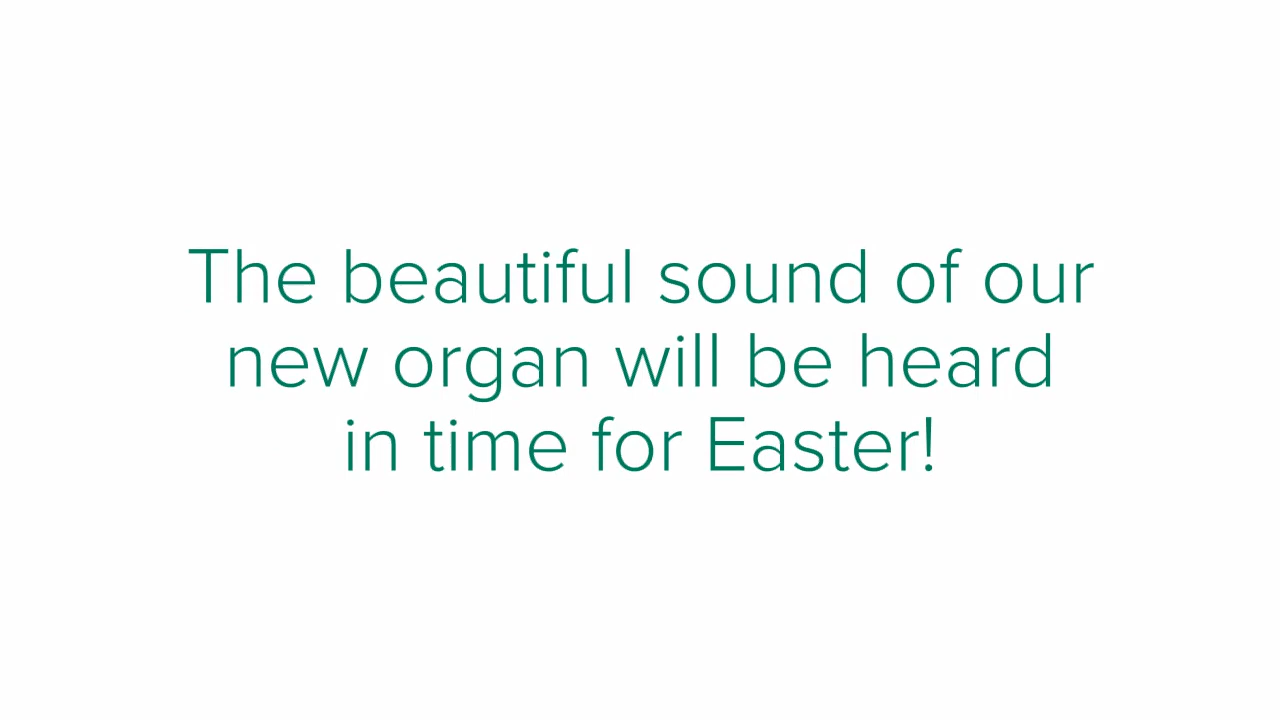 The beautiful sound of our
new organ will be heard
in time for Easter!